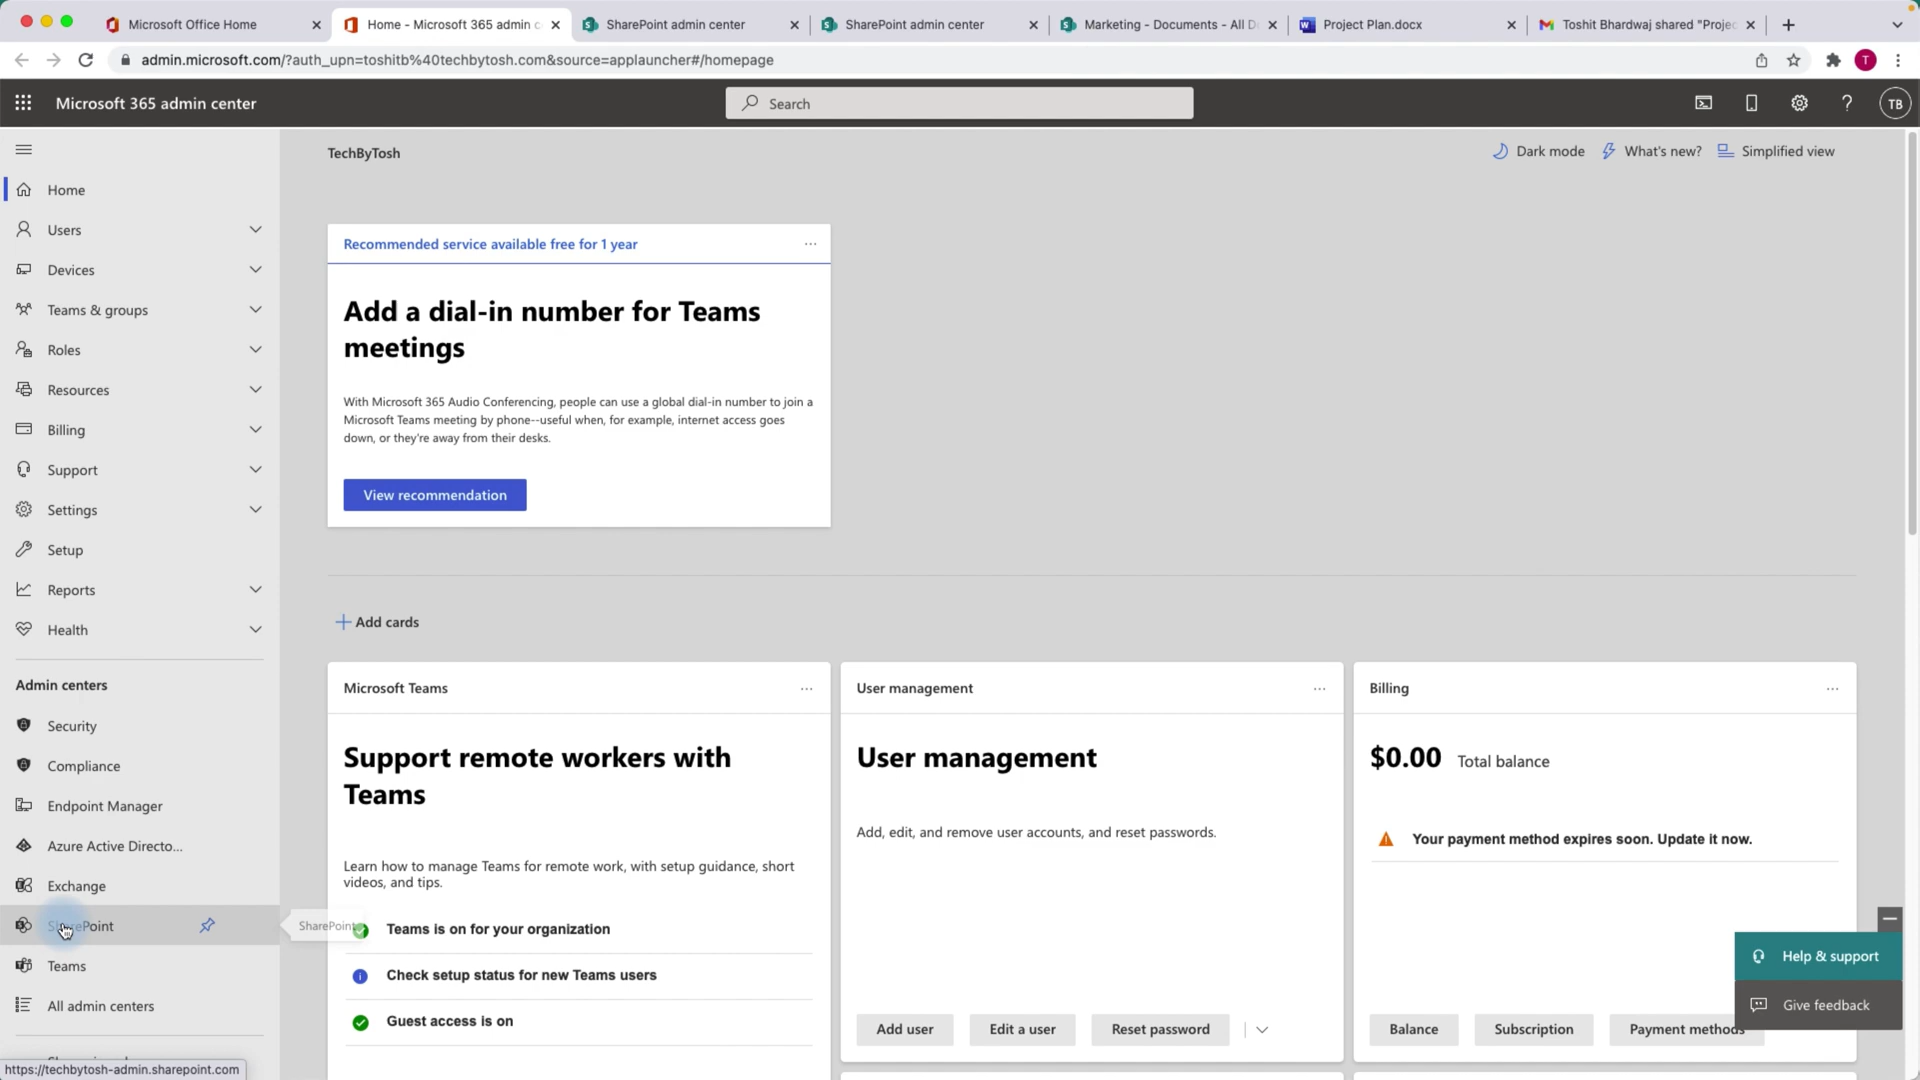 Microsoft Office Home
Home - Microsoft 365 admin c
SharePoint admin center
SharePoint admin center
Marketing - Documents - All D
Project Plan.docx
Toshit Bhardwaj shared "Projec
admin.microsoft.com/?auth_upn=toshitb%40techbytosh.com&source=applauncher#/homepage
T
Microsoft 365 admin center
Search
TB
TechByTosh
Dark mode
What's new?
Simplified view
Home
Users
Devices
Teams & groups
Roles
Resources
Billing
Support
Settings
Setup
Reports
Health
Admin centers
Security
Compliance
Endpoint Manager
Azure Active Directo...
Exchange
SharePoint
SharePoint
Teams
All admin centers
https://techbytosh-admin.sharepoint.com
Recommended service available free for 1 year
Add a dial-in number for Teams
meetings
With Microsoft 365 Audio Conferencing, people can use a global dial-in number to join a
Microsoft Teams meeting by phone--useful when, for example, internet access goes
down, or they're away from their desks.
View recommendation
Add cards
Microsoft Teams
Support remote workers with
Teams
Learn how to manage Teams for remote work, with setup guidance, short
videos, and tips.
Teams is on for your organization
Check setup status for new Teams users
Guest access is on
User management
User management
Add, edit, and remove user accounts, and reset passwords.
Add user
Edit a user
Reset password
Billing
$0.00 Total balance
Your payment method expires soon. Update it now.
Balance
Subscription
Payment methods
Help & support
Give feedback